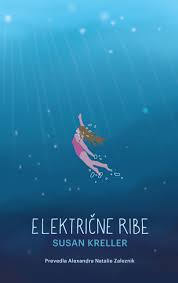 ELEKTRIČNE RIBE
SUSAN KRELLER
Prevedla Alexandra Natalie Zaleznik